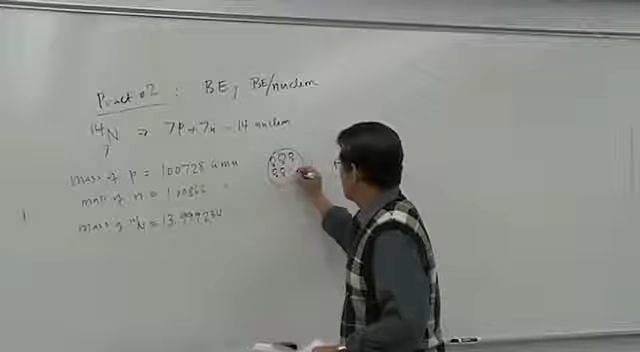 Pract #2 : BE, BE/nucleon
14 N ⇒ 7p + 7n = 14 nucleon
7
mass of p = 1.00728 amu
mass of n = 1.00866
mass of 14N = 13.999234